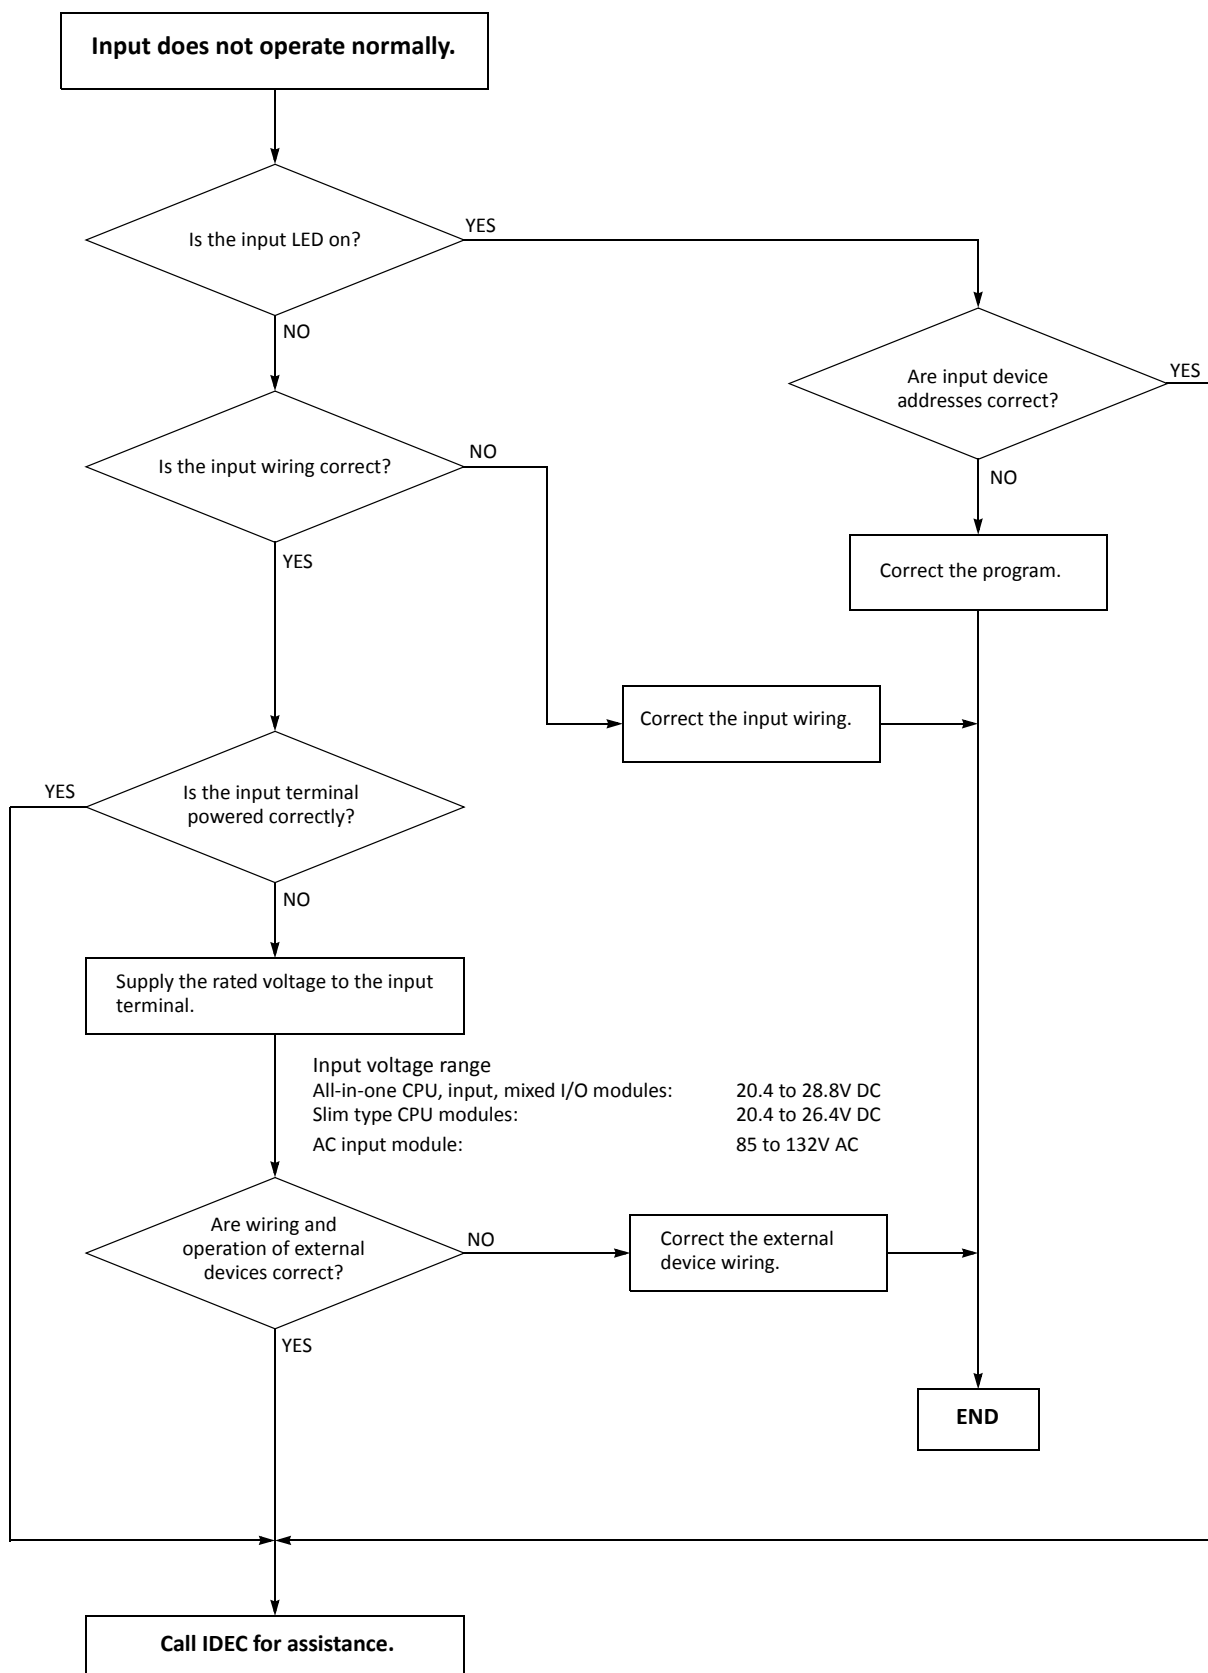 Input does not operate normally.
Is the input LED on?
YES
NO
Are input device
addresses correct?
YES
NO
Is the input wiring correct?
NO
YES
Correct the program.
Correct the input wiring.
Is the input terminal
powered correctly?
YES
NO
Supply the rated voltage to the input
terminal.
Input voltage range
All-in-one CPU, input, mixed I/O modules: 20.4 to 28.8V DC
Slim type CPU modules: 20.4 to 26.4V DC
AC input module: 85 to 132V AC
Are wiring and
operation of external
devices correct?
NO
YES
Correct the external
device wiring.
END
Call IDEC for assistance.